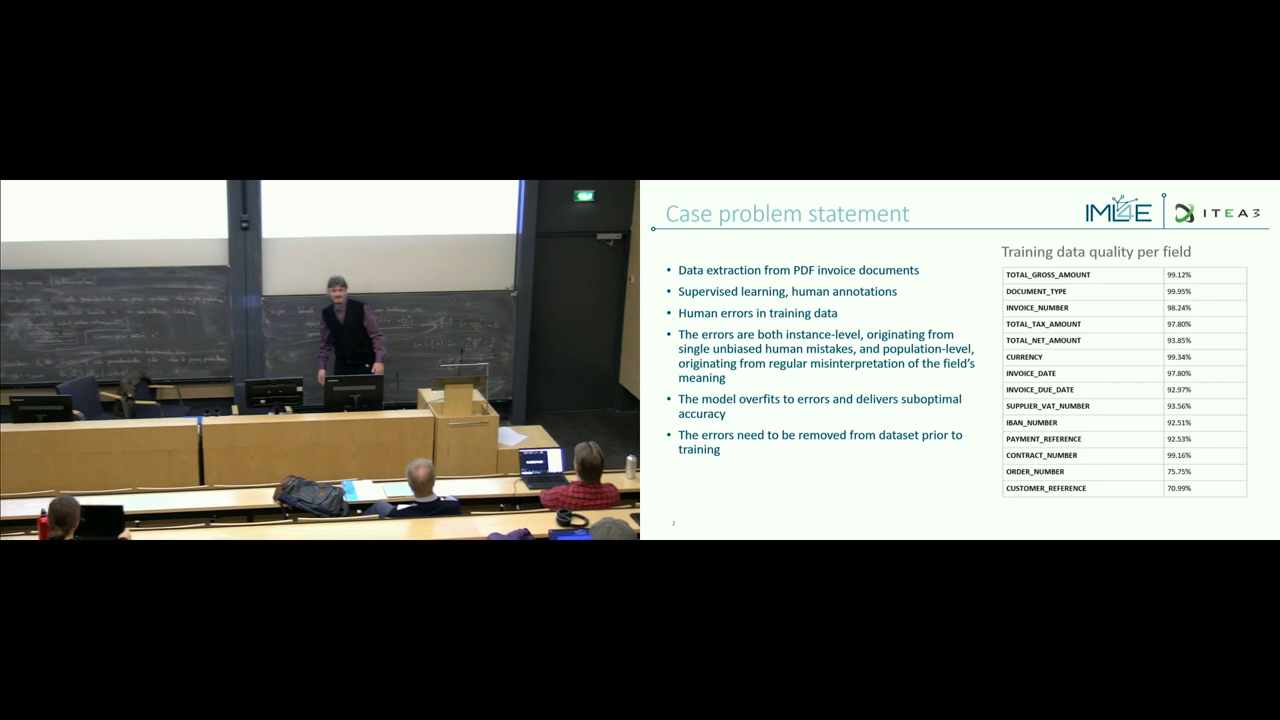 Case problem statement
IML4E
ITEA3
Training data quality per field
• Data extraction from PDF invoice documents
• Supervised learning, human annotations
• Human errors in training data
• The errors are both instance-level, originating from
single unbiased human mistakes, and population-level,
originating from regular misinterpretation of the field's
meaning
• The model overfits to errors and delivers suboptimal
accuracy
• The errors need to be removed from dataset prior to
training
TOTAL_GROSS_AMOUNT 99.12%
DOCUMENT_TYPE 99.95%
INVOICE_NUMBER 98.24%
TOTAL_TAX_AMOUNT 97.80%
TOTAL_NET_AMOUNT 93.85%
CURRENCY 99.34%
INVOICE_DATE 97.80%
INVOICE_DUE_DATE 92.97%
SUPPLIER_VAT_NUMBER 93.56%
IBAN_NUMBER 92.51%
PAYMENT_REFERENCE 92.53%
CONTRACT_NUMBER 99.16%
ORDER_NUMBER 75.75%
CUSTOMER_REFERENCE 70.99%
2